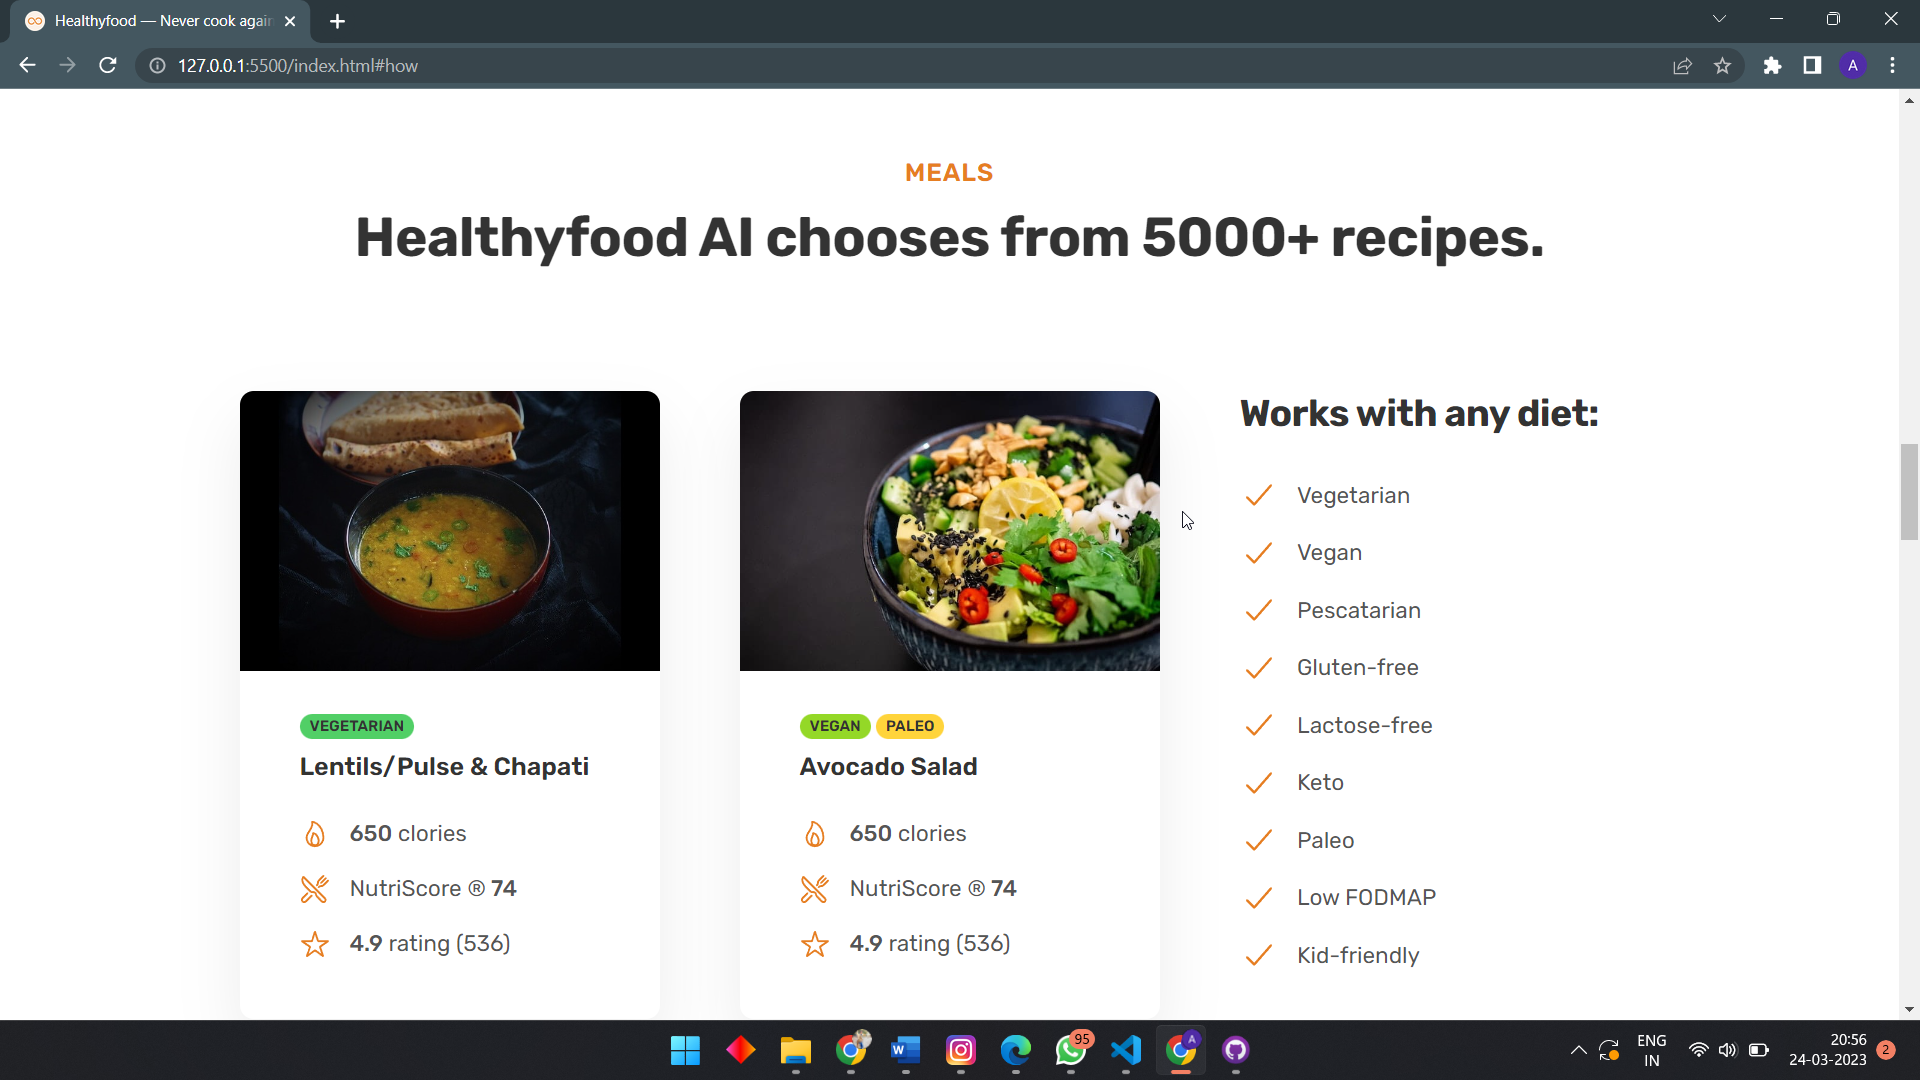 Healthyfood — Never cook again
127.0.0.1:5500/index.html#how
A
MEALS
Healthyfood AI chooses from 5000+ recipes.
VEGETARIAN
Lentils/Pulse & Chapati
650 clories
NutriScore ® 74
4.9 rating (536)
VEGAN PALEO
Avocado Salad
650 clories
NutriScore ® 74
4.9 rating (536)
Works with any diet:
Vegetarian
Vegan
Pescatarian
Gluten-free
Lactose-free
Keto
Paleo
Low FODMAP
Kid-friendly
W
95
A
ENG
IN
20:56
24-03-2023
2